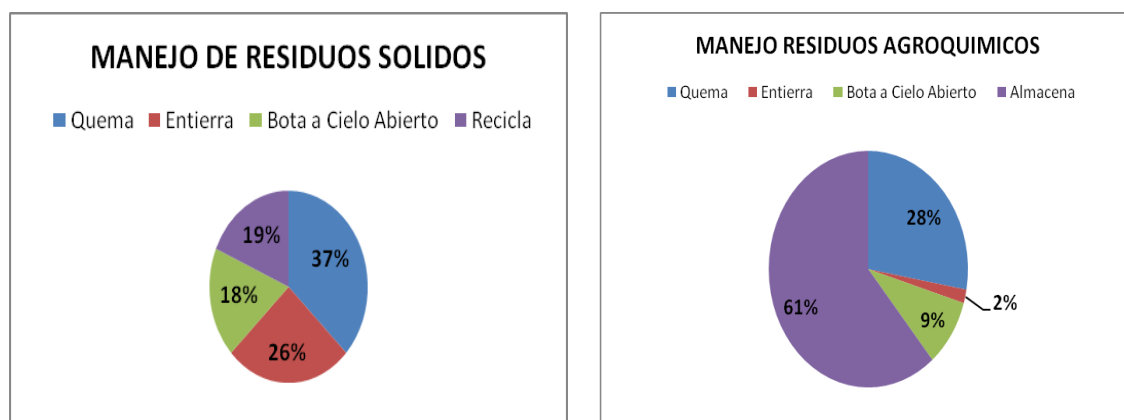 MANEJO DE RESIDUOS SOLIDOS
Quema Entierra Bota a Cielo Abierto Recicla
19%
37%
18%
26%
MANEJO RESIDUOS AGROQUIMICOS
Quema Entierra Bota a Cielo Abierto Almacena
28%
2%
61%
9%